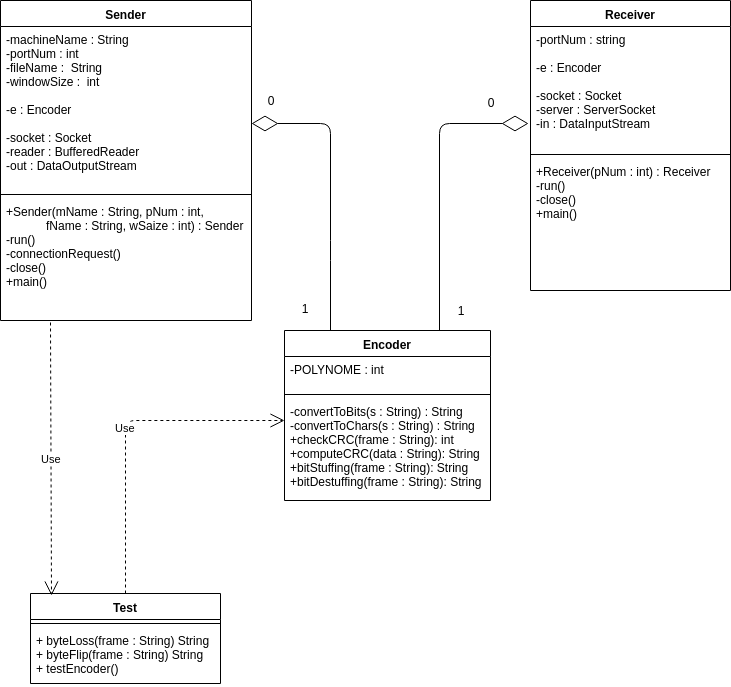 Sender
-machineName : String
-portNum : int
-fileName :  String
-windowSize :  int
-e : Encoder
-socket : Socket
-reader : BufferedReader
-out : DataOutputStream
+Sender(mName : String, pNum : int,
fName : String, wSaize : int) : Sender
-run()
-connectionRequest()
-close()
+main()
Receiver
-portNum : string
-e : Encoder
-socket : Socket
-server : ServerSocket
-in : DataInputStream
+Receiver(pNum : int) : Receiver
-run()
-close()
+main()
0
0
1
1
Encoder
-POLYNOME : int
-convertToBits(s : String) : String
-convertToChars(s : String) : String
+checkCRC(frame : String): int
+computeCRC(data : String): String
+bitStuffing(frame : String): String
+bitDestuffing(frame : String): String
Use
Use
Test
+ byteLoss(frame : String) String
+ byteFlip(frame : String) String
+ testEncoder()